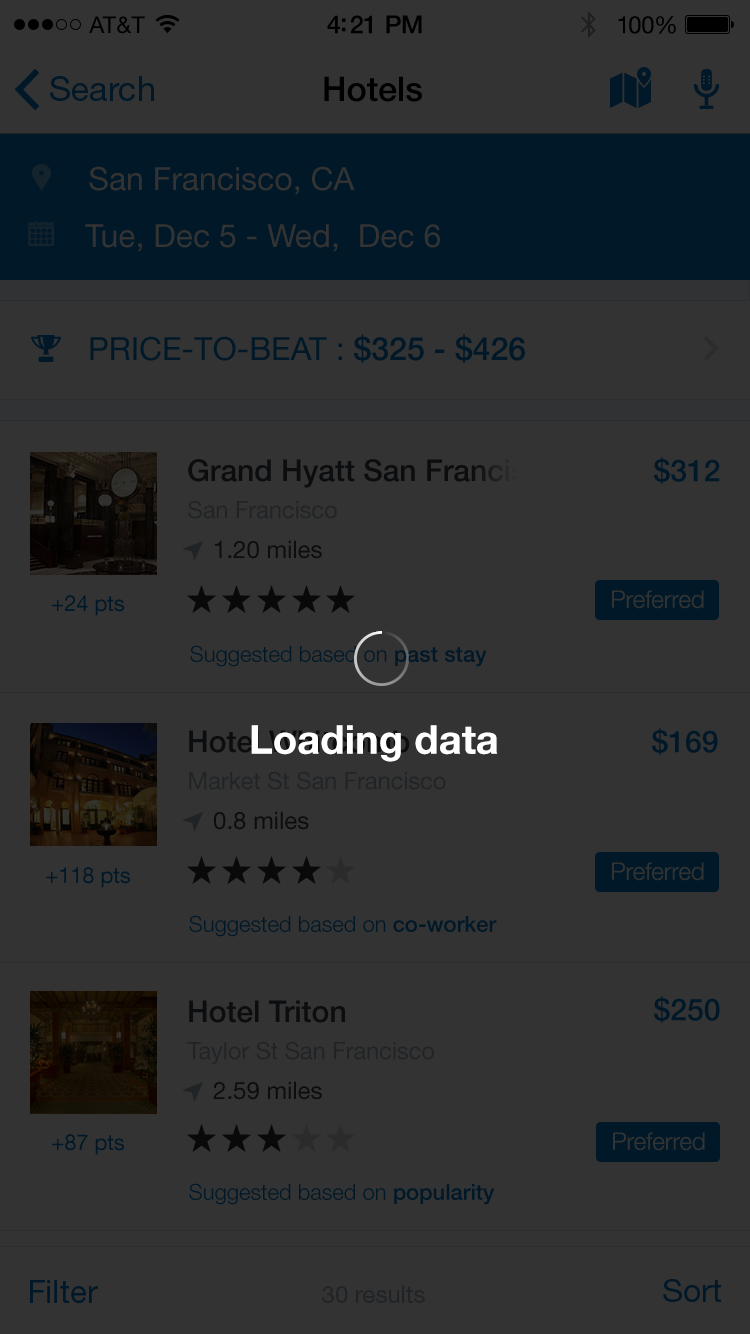 AT&T 4:21 PM 100%
Search Hotels
San Francisco, CA
Tue, Dec 5 - Wed, Dec 6
PRICE-TO-BEAT : $325 - $426
Grand Hyatt San Francis $312
San Francisco
1.20 miles
+24 pts Preferred
Suggested based on past stay
Loading data
Hotel $169
Market St San Francisco
0.8 miles
+118 pts Preferred
Suggested based on co-worker
Hotel Triton $250
Taylor St San Francisco
2.59 miles
+87 pts Preferred
Suggested based on popularity
Filter 30 results Sort